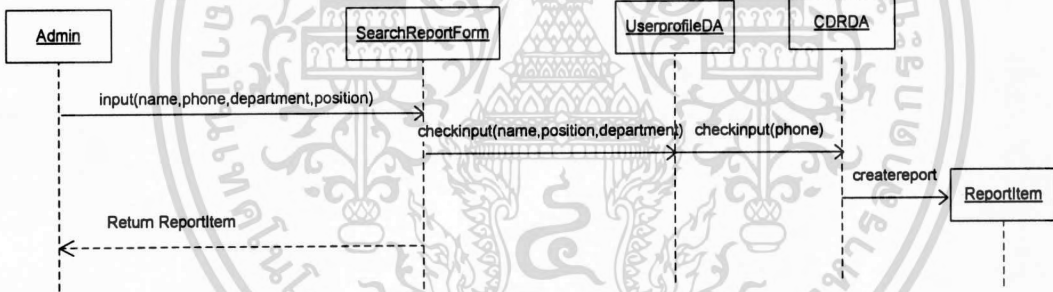 Admin
SearchReportForm
UserprofileDA
CDRDA
input(name,phone,department,position)
checkinput(name,position,department)
checkinput(phone)
createreport
ReportItem
Return ReportItem